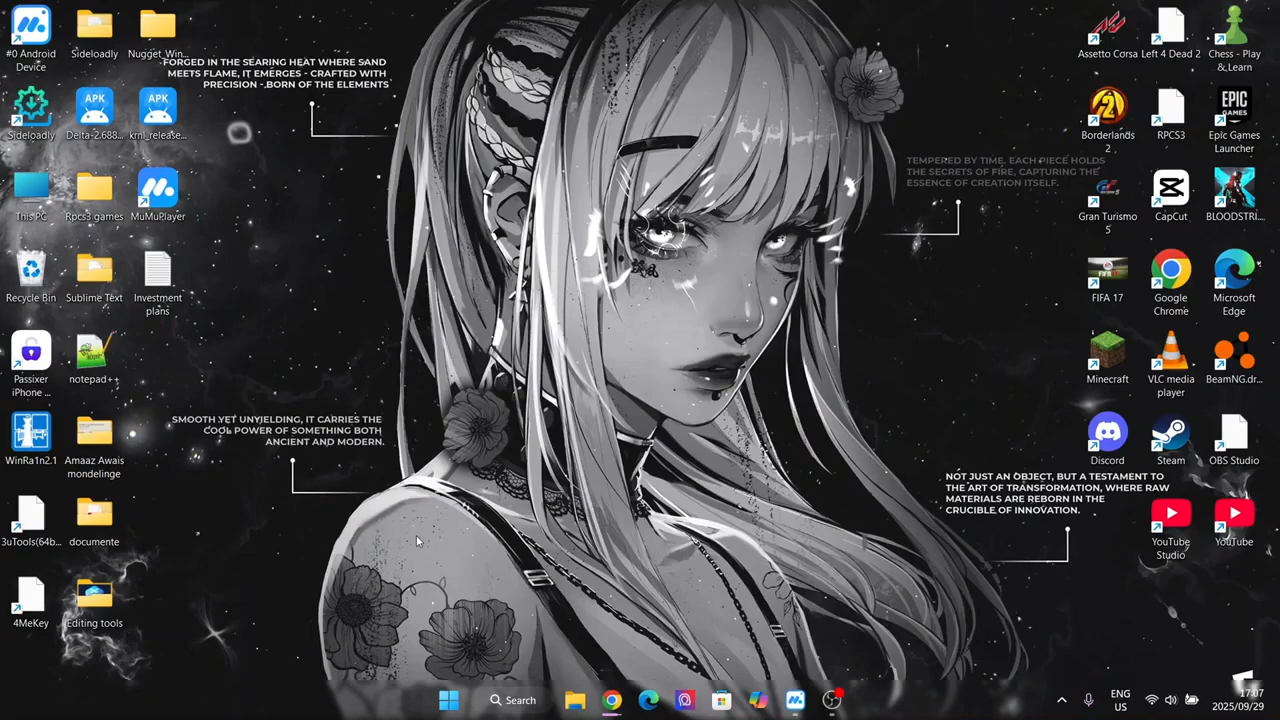 #0 Android
Device
Sideloadly
Nugget_Win...
FORGED IN THE SEARING HEAT WHERE SAND
MEETS FLAME, IT EMERGES - CRAFTED WITH
PRECISION - BORN OF THE ELEMENTS
Sideloadly
Delta-2.688...
krnl_release...
This PC
Rpcs3 games
MuMuPlayer
Recycle Bin
Sublime Text
Investment
plans
Passixer
iPhone ...
notepad++
SMOOTH YET UNYIELDING, IT CARRIES THE
COOL POWER OF SOMETHING BOTH
ANCIENT AND MODERN.
WinRa1n2.1
Amaaz Awais
mondelinge
3uTools(64b...
documente
4MeKey
Editing tools
Assetto Corsa
Left 4 Dead 2
Chess - Play
& Learn
APK
APK
Borderlands
2
RPCS3
EPIC
GAMES
Epic Games
Launcher
TEMPERED BY TIME, EACH PIECE HOLDS
THE SECRETS OF FIRE, CAPTURING THE
ESSENCE OF CREATION ITSELF.
Gran Turismo
5
CapCut
BLOODSTRI...
FIFA 17
Google
Chrome
Microsoft
Edge
Minecraft
VLC media
player
BeamNG.dr...
Discord
Steam
OBS Studio
NOT JUST AN OBJECT, BUT A TESTAMENT TO
THE ART OF TRANSFORMATION, WHERE RAW
MATERIALS ARE REBORN IN THE
CRUCIBLE OF INNOVATION.
YouTube
Studio
YouTube
Search
ENG
US
17:07
2025/09/29